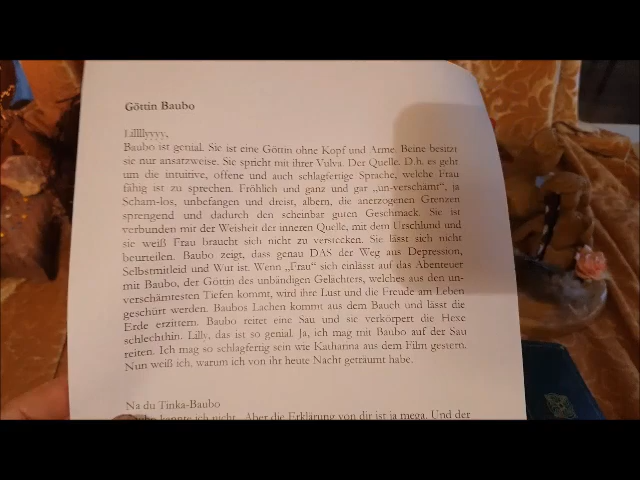 Göttin Baubo
Lilllyyyy,
Baubo ist genial. Sie ist eine Göttin ohne Kopf und Arme. Beine besitzt
sie nur ansatzweise. Sie spricht mit ihrer Vulva. Der Quelle. D.h. es geht
um die intuitive, offene und auch schlagfertige Sprache, welche Frau
fähig ist zu sprechen. Fröhlich und ganz und gar „un-verschämt“, ja
Scham-los, unbefangen und dreist, albern, die anerzogenen Grenzen
sprengend und dadurch den scheinbar guten Geschmack. Sie ist
verbunden mit der Weisheit der inneren Quelle, mit dem Urschlund und
sie weiß Frau braucht sich nicht zu verstecken. Sie lässt sich nicht
beurteilen. Baubo zeigt, dass genau DAS der Weg aus Depression,
Selbstmitleid und Wut ist. Wenn „Frau“ sich einlässt auf das Abenteuer
mit Baubo, der Göttin des unbändigen Gelächters, welches aus den un-
verschämtesten Tiefen kommt, wird ihre Lust und die Freude am Leben
geschürt werden. Baubos Lachen kommt aus dem Bauch und lässt die
Erde erzittern. Baubo reitet eine Sau und sie verkörpert die Hexe
schlechthin. Lilly, das ist so genial. Ja, ich mag mit Baubo auf der Sau
reiten. Ich mag so schlagfertig sein wie Katharina aus dem Film gestern.
Nun weiß ich, warum ich von ihr heute Nacht geträumt habe.
Na du Tinka-Baubo
kannte ich nicht. Aber die Erklärung von dir ist ja mega. Und der